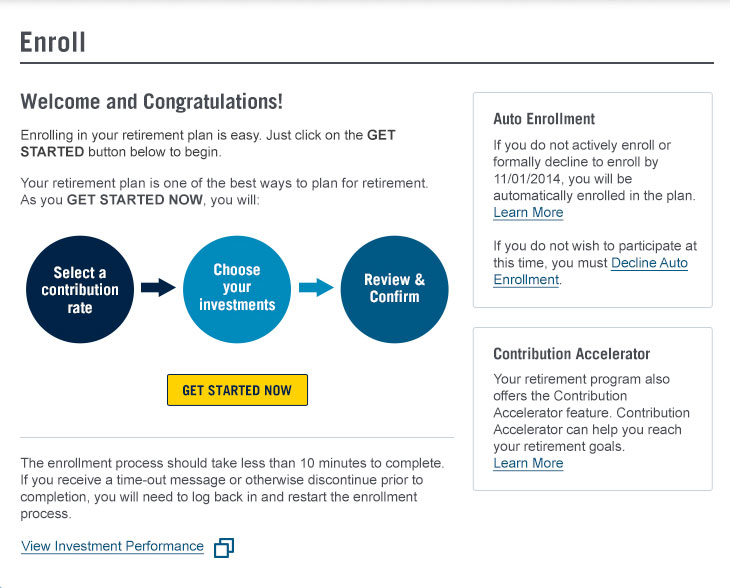 Enroll
Welcome and Congratulations!
Enrolling in your retirement plan is easy. Just click on the GET
STARTED button below to begin.
Your retirement plan is one of the best ways to plan for retirement.
As you GET STARTED NOW, you will:
Select a
contribution
rate
Choose
your
investments
Review &
Confirm
GET STARTED NOW
The enrollment process should take less than 10 minutes to complete.
If you receive a time-out message or otherwise discontinue prior to
completion, you will need to log back in and restart the enrollment
process.
View Investment Performance
Auto Enrollment
If you do not actively enroll or
formally decline to enroll by
11/01/2014, you will be
automatically enrolled in the plan.
Learn More
If you do not wish to participate at
this time, you must Decline Auto
Enrollment.
Contribution Accelerator
Your retirement program also
offers the Contribution
Accelerator feature. Contribution
Accelerator can help you reach
your retirement goals.
Learn More